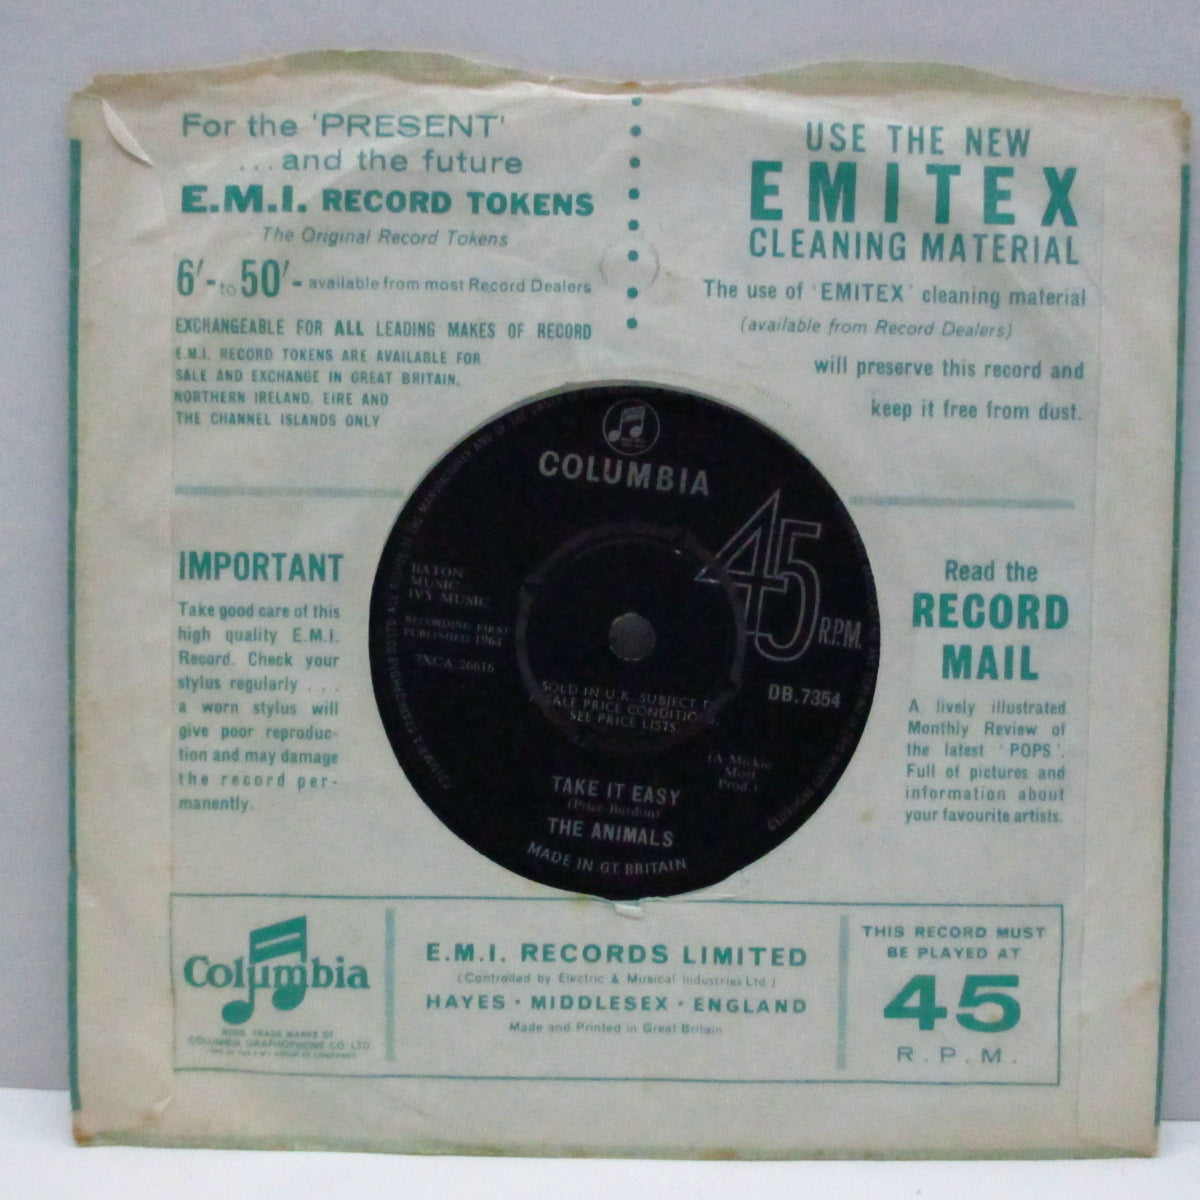 For the 'PRESENT'
...and the future
E.M.I. RECORD TOKENS
The Original Record Tokens
6/- to 50/- available from most Record Dealers
EXCHANGEABLE FOR ALL LEADING MAKES OF RECORD
E.M.I. RECORD TOKENS ARE AVAILABLE FOR
SALE AND EXCHANGE IN GREAT BRITAIN,
NORTHERN IRELAND, EIRE AND
THE CHANNEL ISLANDS ONLY
USE THE NEW
EMITEX
CLEANING MATERIAL
The use of 'EMITEX' cleaning material
(available from Record Dealers)
will preserve this record and
keep it free from dust.
IMPORTANT
Take good care of this
high quality E.M.I.
Record. Check your
stylus regularly . . .
a worn stylus will
give poor reproduc-
tion and may damage
the record per-
manently.
COLUMBIA
45
R.P.M.
BATON
MUSIC
IVY MUSIC
RECORDING FIRST
PUBLISHED 1964
7XCA.26616
DB.7354
SOLD IN U.K. SUBJECT
SALE PRICE
SEE PRICE LISTS
(A Mickie
Most
Prod.)
TAKE IT EASY
(Price-Burdon)
THE ANIMALS
MADE IN GT. BRITAIN
Read the
RECORD
MAIL
A lively illustrated
Monthly Review of
the latest 'POPS'.
Full of pictures and
information about
your favourite artists.
Columbia
REGD. TRADE MARKS OF
COLUMBIA GRAPHOPHONE CO. LTD
E.M.I. RECORDS LIMITED
(Controlled by Electric & Musical Industries Ltd.)
HAYES · MIDDLESEX · ENGLAND
Made and Printed in Great Britain
THIS RECORD MUST
BE PLAYED AT
45
R.P.M.